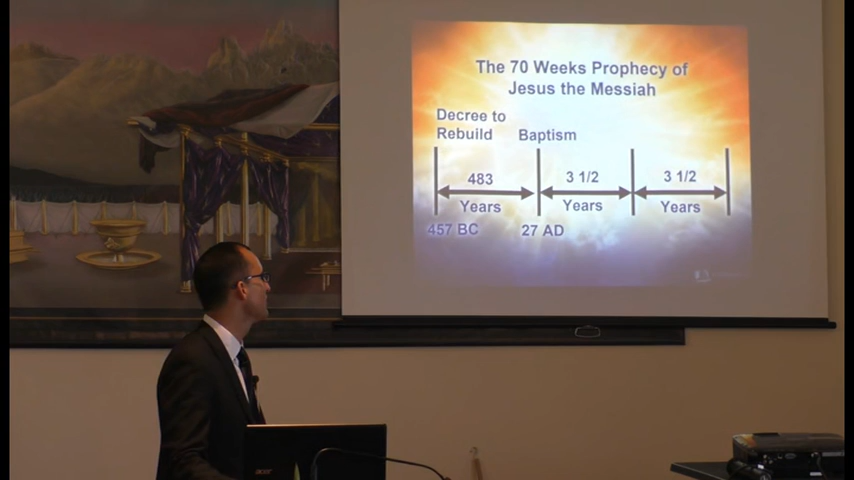 The 70 Weeks Prophecy of
Jesus the Messiah
Decree to
Rebuild
Baptism
483
Years
3 1/2
Years
3 1/2
Years
457 BC
27 AD
acer